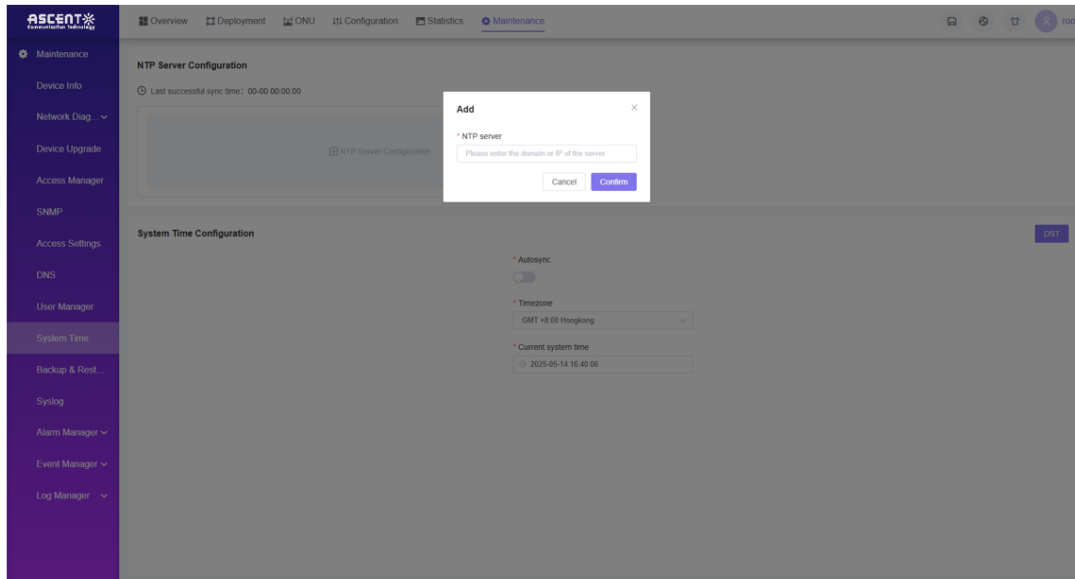 ASCENT
Communication Technology
Overview Deployment ONU Configuration Statistics Maintenance
roo
Maintenance
Device Info
Network Diag...
Device Upgrade
Access Manager
SNMP
Access Settings
DNS
User Manager
System Time
Backup & Rest...
Syslog
Alarm Manager
Event Manager
Log Manager
NTP Server Configuration
Last successful sync time: 00-00 00:00:00
NTP Server Configuration
Add
* NTP server
Please enter the domain or IP of the server
Cancel Confirm
System Time Configuration
DST
* Autosync
* Timezone
GMT +8:00 Hongkong
* Current system time
2025-05-14 16:40:06